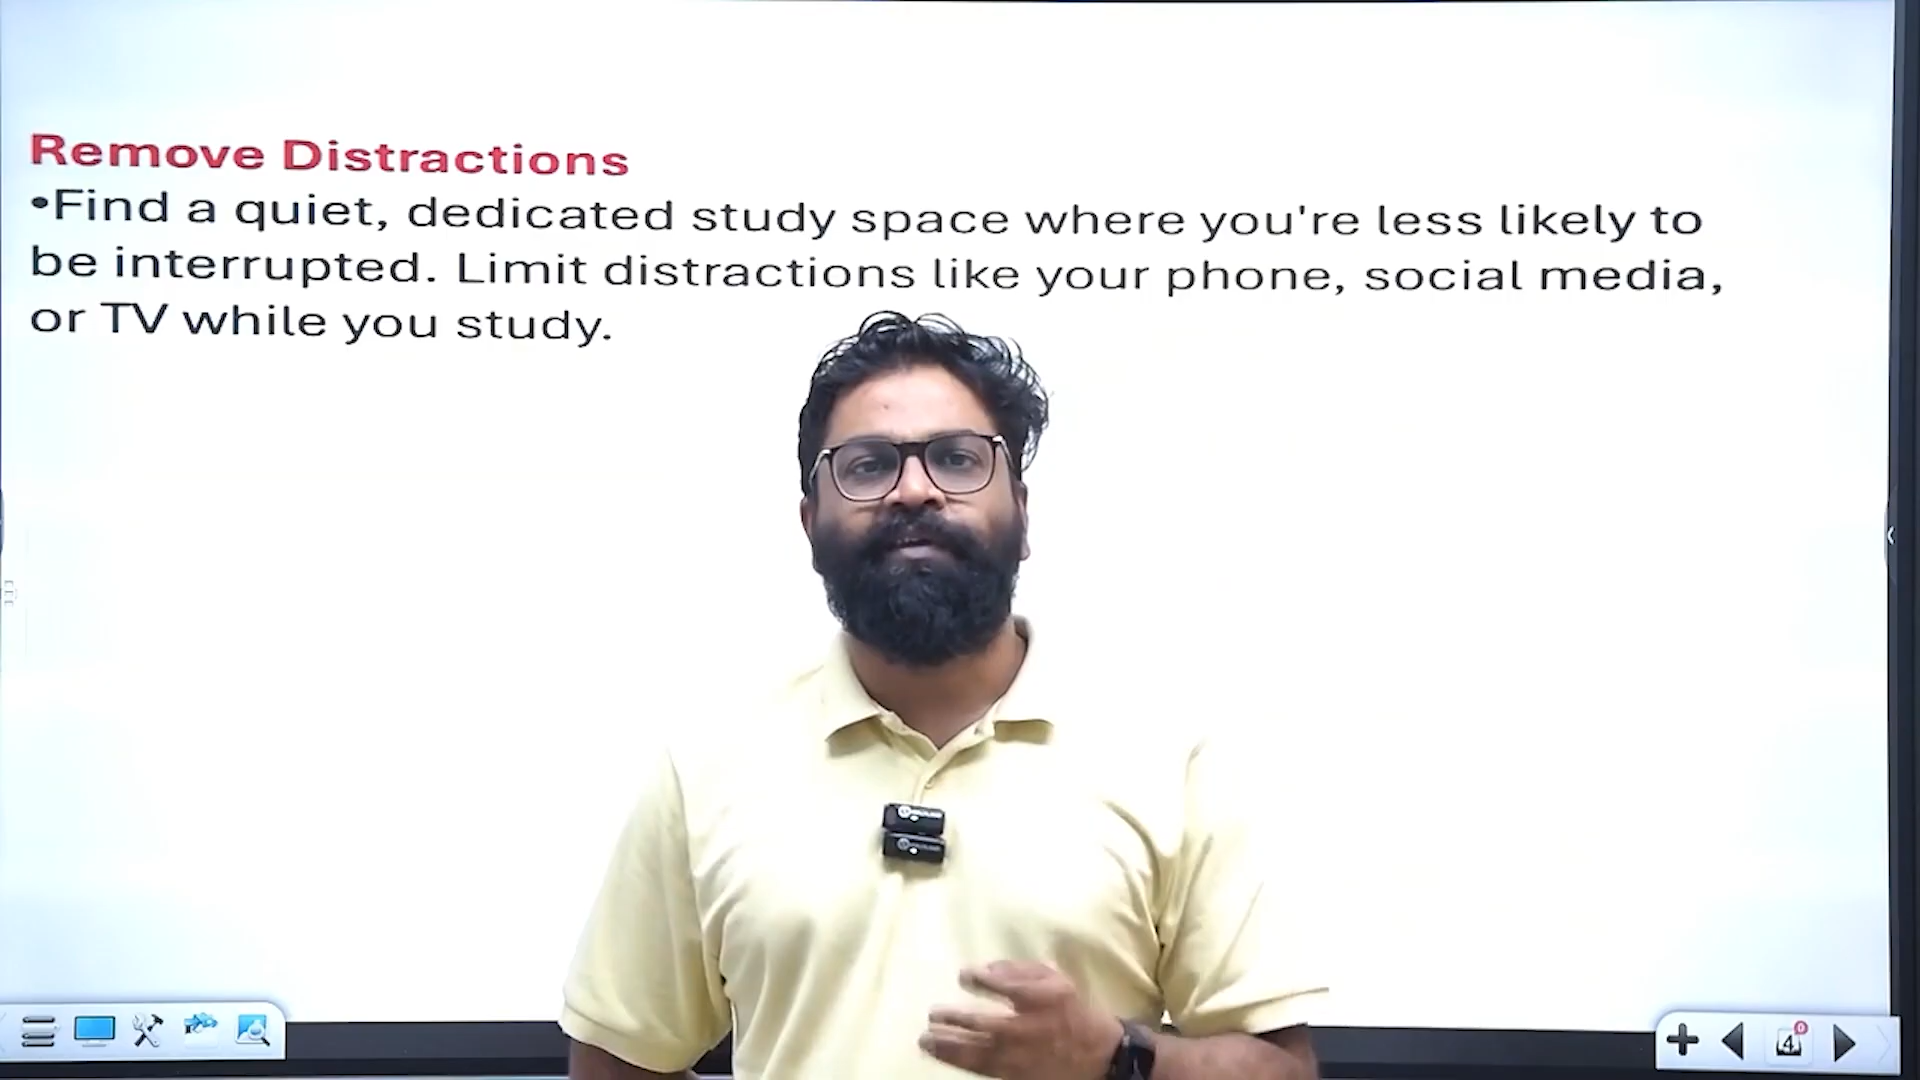 Remove Distractions
•Find a quiet, dedicated study space where you're less likely to
be interrupted. Limit distractions like your phone, social media,
or TV while you study.
4
0